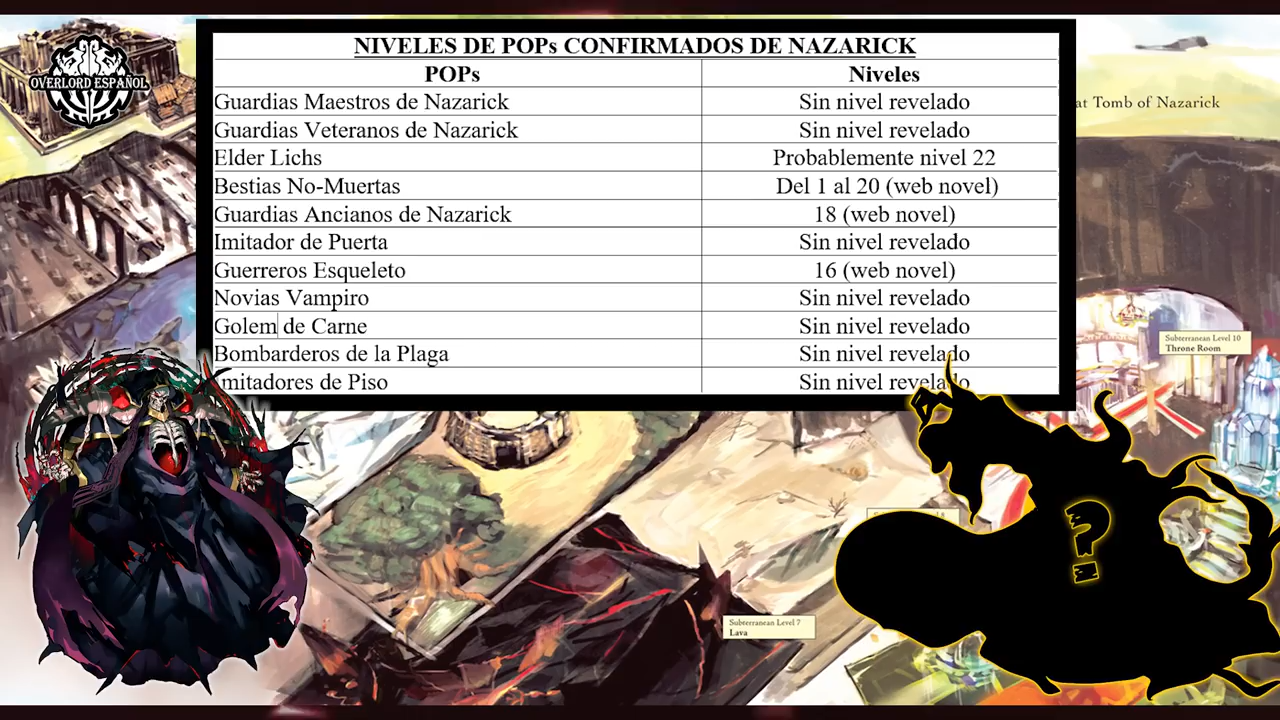 OVERLORD ESPAÑOL
NIVELES DE POPs CONFIRMADOS DE NAZARICK
POPs Niveles
Guardias Maestros de Nazarick Sin nivel revelado
Guardias Veteranos de Nazarick Sin nivel revelado
Elder Lichs Probablemente nivel 22
Bestias No-Muertas Del 1 al 20 (web novel)
Guardias Ancianos de Nazarick 18 (web novel)
Imitador de Puerta Sin nivel revelado
Guerreros Esqueleto 16 (web novel)
Novias Vampiro Sin nivel revelado
Golem de Carne Sin nivel revelado
Bombarderos de la Plaga Sin nivel revelado
mitadores de Piso Sin nivel revelado
at Tomb of Nazarick
Subterranean Level 10
Throne Room
?
Subterranean Level 7
Lava